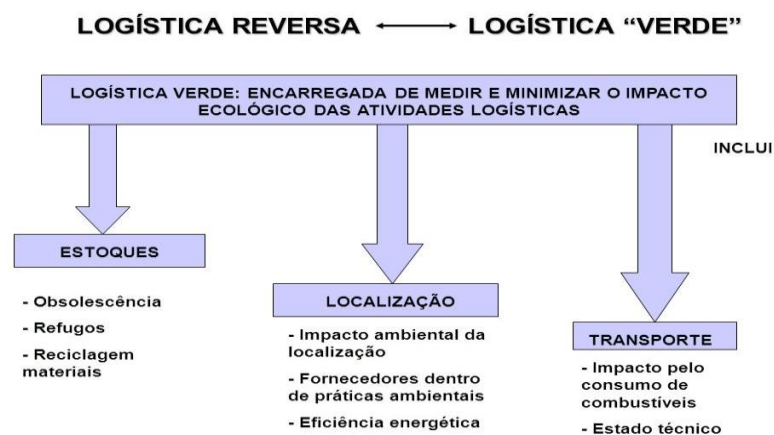 LOGÍSTICA REVERSA ⟷ LOGÍSTICA “VERDE”
LOGÍSTICA VERDE: ENCARREGADA DE MEDIR E MINIMIZAR O IMPACTO
ECOLÓGICO DAS ATIVIDADES LOGÍSTICAS
INCLUI
ESTOQUES
- Obsolescência
- Refugos
- Reciclagem
materiais
LOCALIZAÇÃO
- Impacto ambiental da
localização
- Fornecedores dentro
de práticas ambientais
- Eficiência energética
TRANSPORTE
- Impacto pelo
consumo de
combustíveis
- Estado técnico